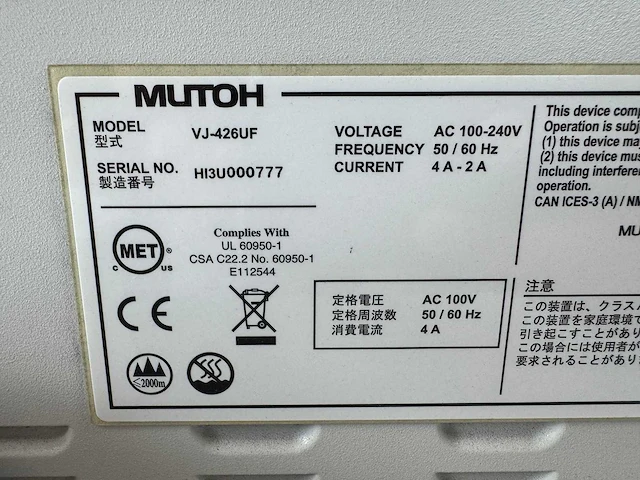 MUTOH
MODEL VJ-426UF
型式
SERIAL NO. HI3U000777
製造番号
VOLTAGE AC 100-240V
FREQUENCY 50 / 60 Hz
CURRENT 4 A - 2 A
This device comp
Operation is subj
(1) this device may
(2) this device mus
including interfere
operation.
CAN ICES-3 (A) / NM
MU
MET
C US
®
Complies With
UL 60950-1
CSA C22.2 No. 60950-1
E112544
CE
≤2000m
定格電圧 AC 100V
定格周波数 50 / 60 Hz
消費電流 4 A
注意
この装置は、クラス
この装置を家庭環境で
引き起こすことがあり
この場合には使用者が
要求されることがあり